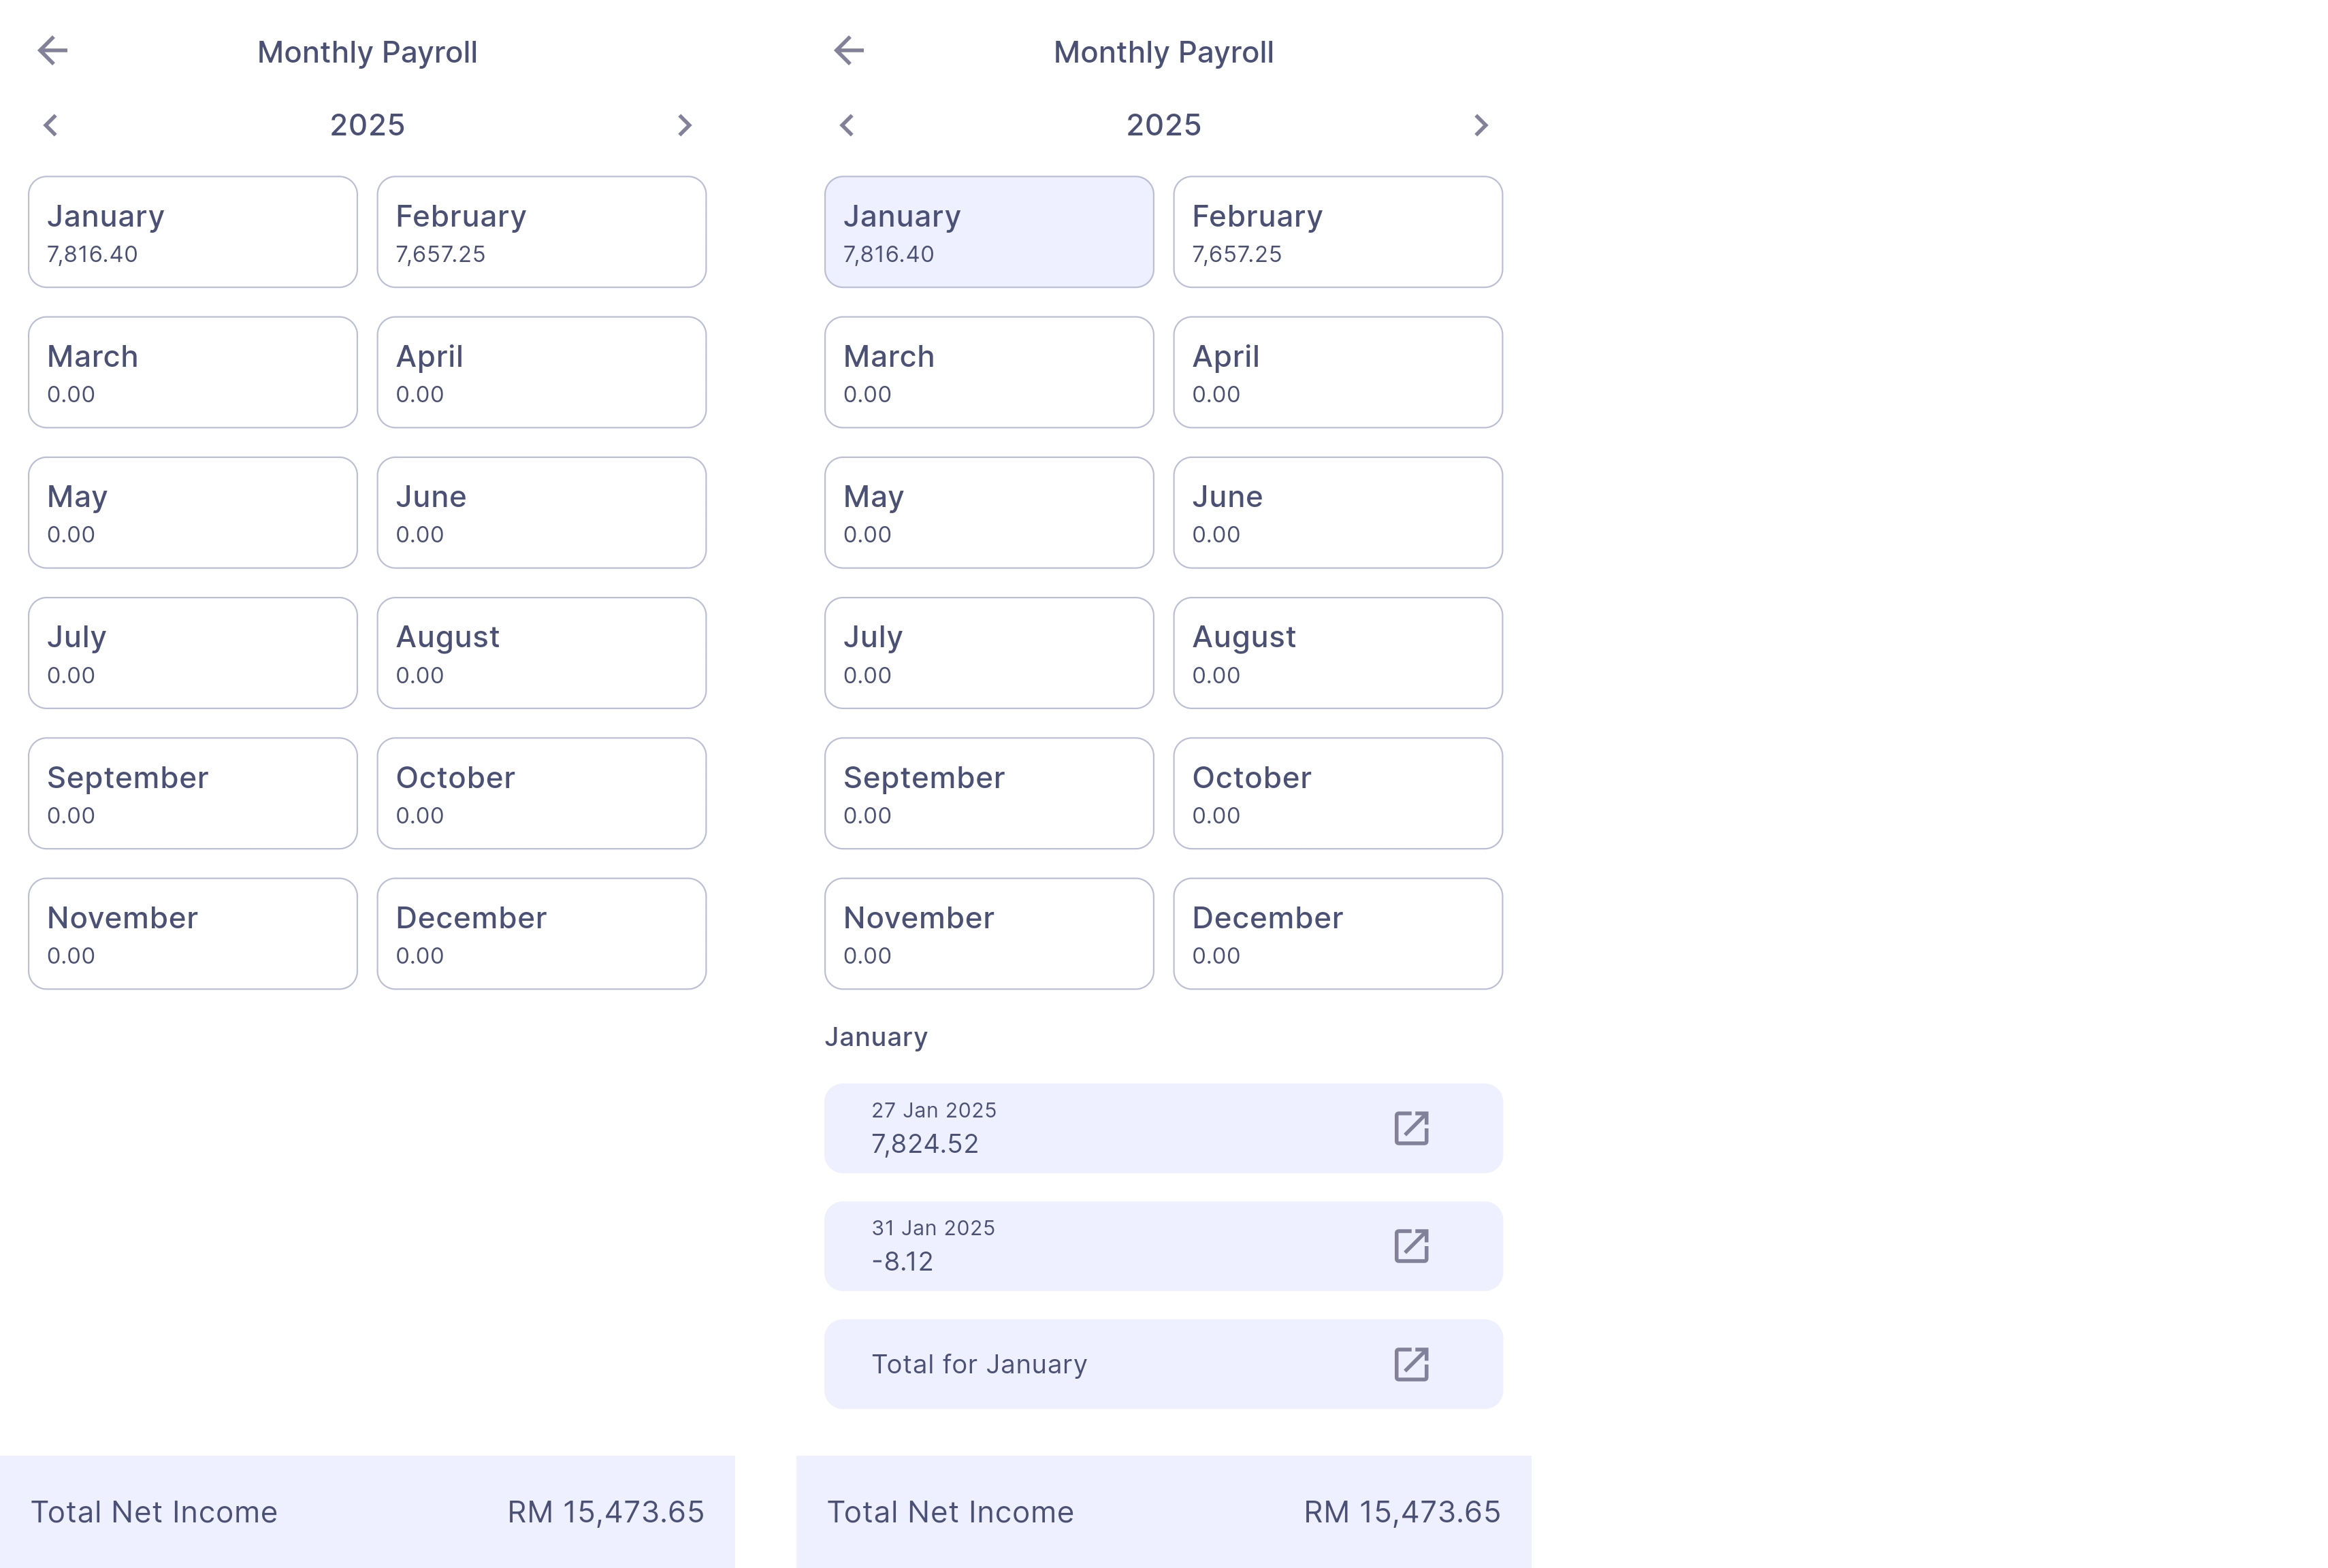 Monthly Payroll
2025
January
7,816.40
February
7,657.25
March
0.00
April
0.00
May
0.00
June
0.00
July
0.00
August
0.00
September
0.00
October
0.00
November
0.00
December
0.00
Total Net Income
RM 15,473.65
Monthly Payroll
2025
January
7,816.40
February
7,657.25
March
0.00
April
0.00
May
0.00
June
0.00
July
0.00
August
0.00
September
0.00
October
0.00
November
0.00
December
0.00
January
27 Jan 2025
7,824.52
31 Jan 2025
-8.12
Total for January
Total Net Income
RM 15,473.65